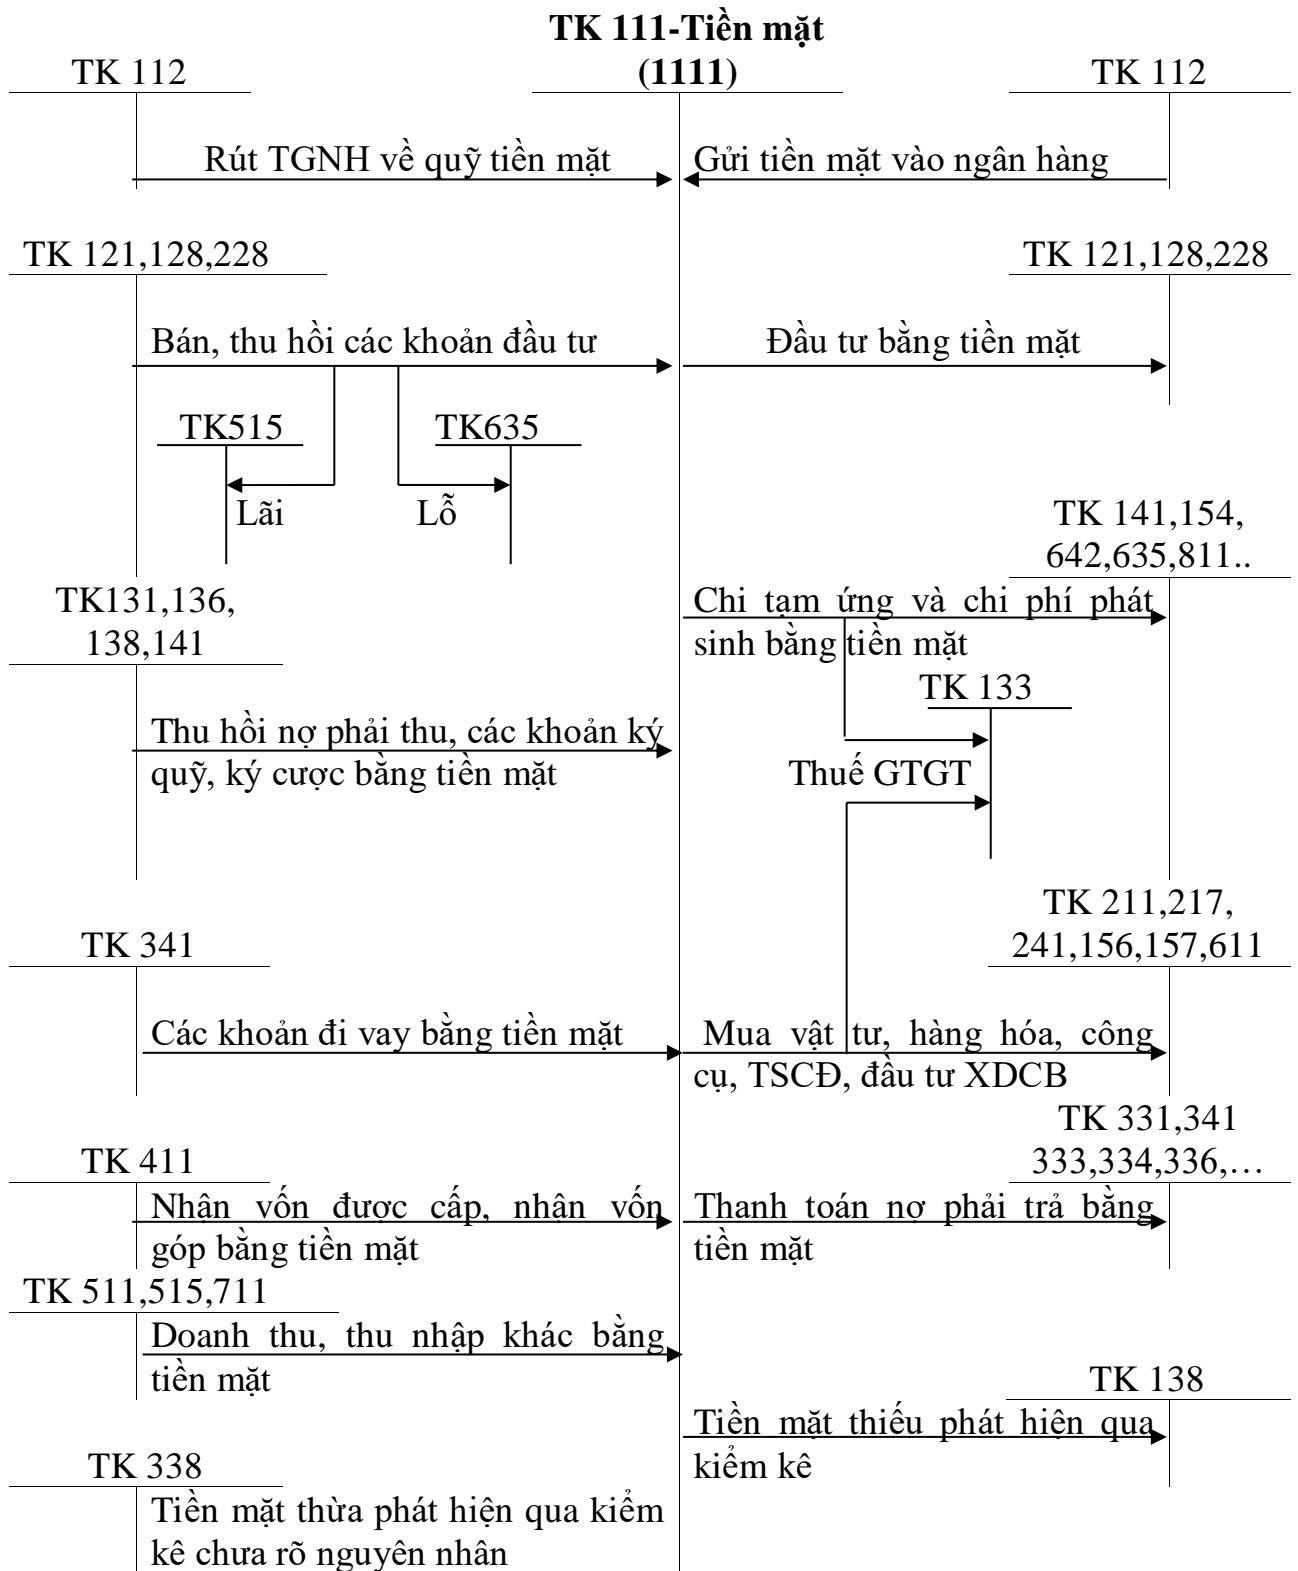 TK 111-Tiền mặt
(1111)
TK 112
TK 112
Rút TGNH về quỹ tiền mặt
Gửi tiền mặt vào ngân hàng
TK 121,128,228
TK 121,128,228
Bán, thu hồi các khoản đầu tư
Đầu tư bằng tiền mặt
TK515
TK635
Lãi
Lỗ
TK 141,154,
642,635,811..
TK131,136,
138,141
Chi tạm ứng và chi phí phát
sinh bằng tiền mặt
TK 133
Thu hồi nợ phải thu, các khoản ký
quỹ, ký cược bằng tiền mặt
Thuế GTGT
TK 211,217,
241,156,157,611
TK 341
Các khoản đi vay bằng tiền mặt
Mua vật tư, hàng hóa, công
cụ, TSCĐ, đầu tư XDCB
TK 331,341
333,334,336,…
TK 411
Nhận vốn được cấp, nhận vốn
góp bằng tiền mặt
Thanh toán nợ phải trả bằng
tiền mặt
TK 511,515,711
Doanh thu, thu nhập khác bằng
tiền mặt
TK 138
Tiền mặt thiếu phát hiện qua
kiểm kê
TK 338
Tiền mặt thừa phát hiện qua kiểm
kê chưa rõ nguyên nhân